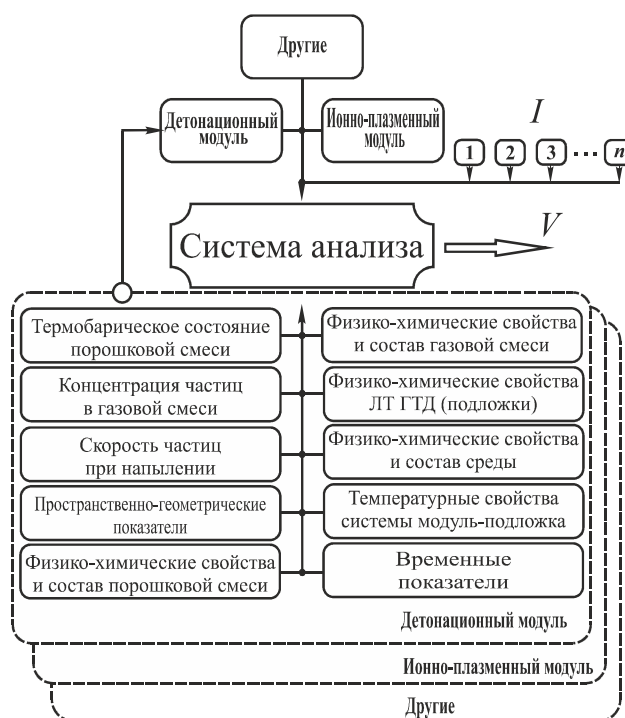 Другие
Детонационный
модуль
Ионно-плазменный
модуль
I
1 2 3 ... n
Система анализа
V
Термобарическое состояние
порошковой смеси
Физико-химические свойства
и состав газовой смеси
Концентрация частиц
в газовой смеси
Физико-химические свойства
ЛТ ГТД (подложки)
Скорость частиц
при напылении
Физико-химические свойства
и состав среды
Пространственно-геометрические
показатели
Температурные свойства
системы модуль-подложка
Физико-химические свойства
и состав порошковой смеси
Временные
показатели
Детонационный модуль
Ионно-плазменный модуль
Другие